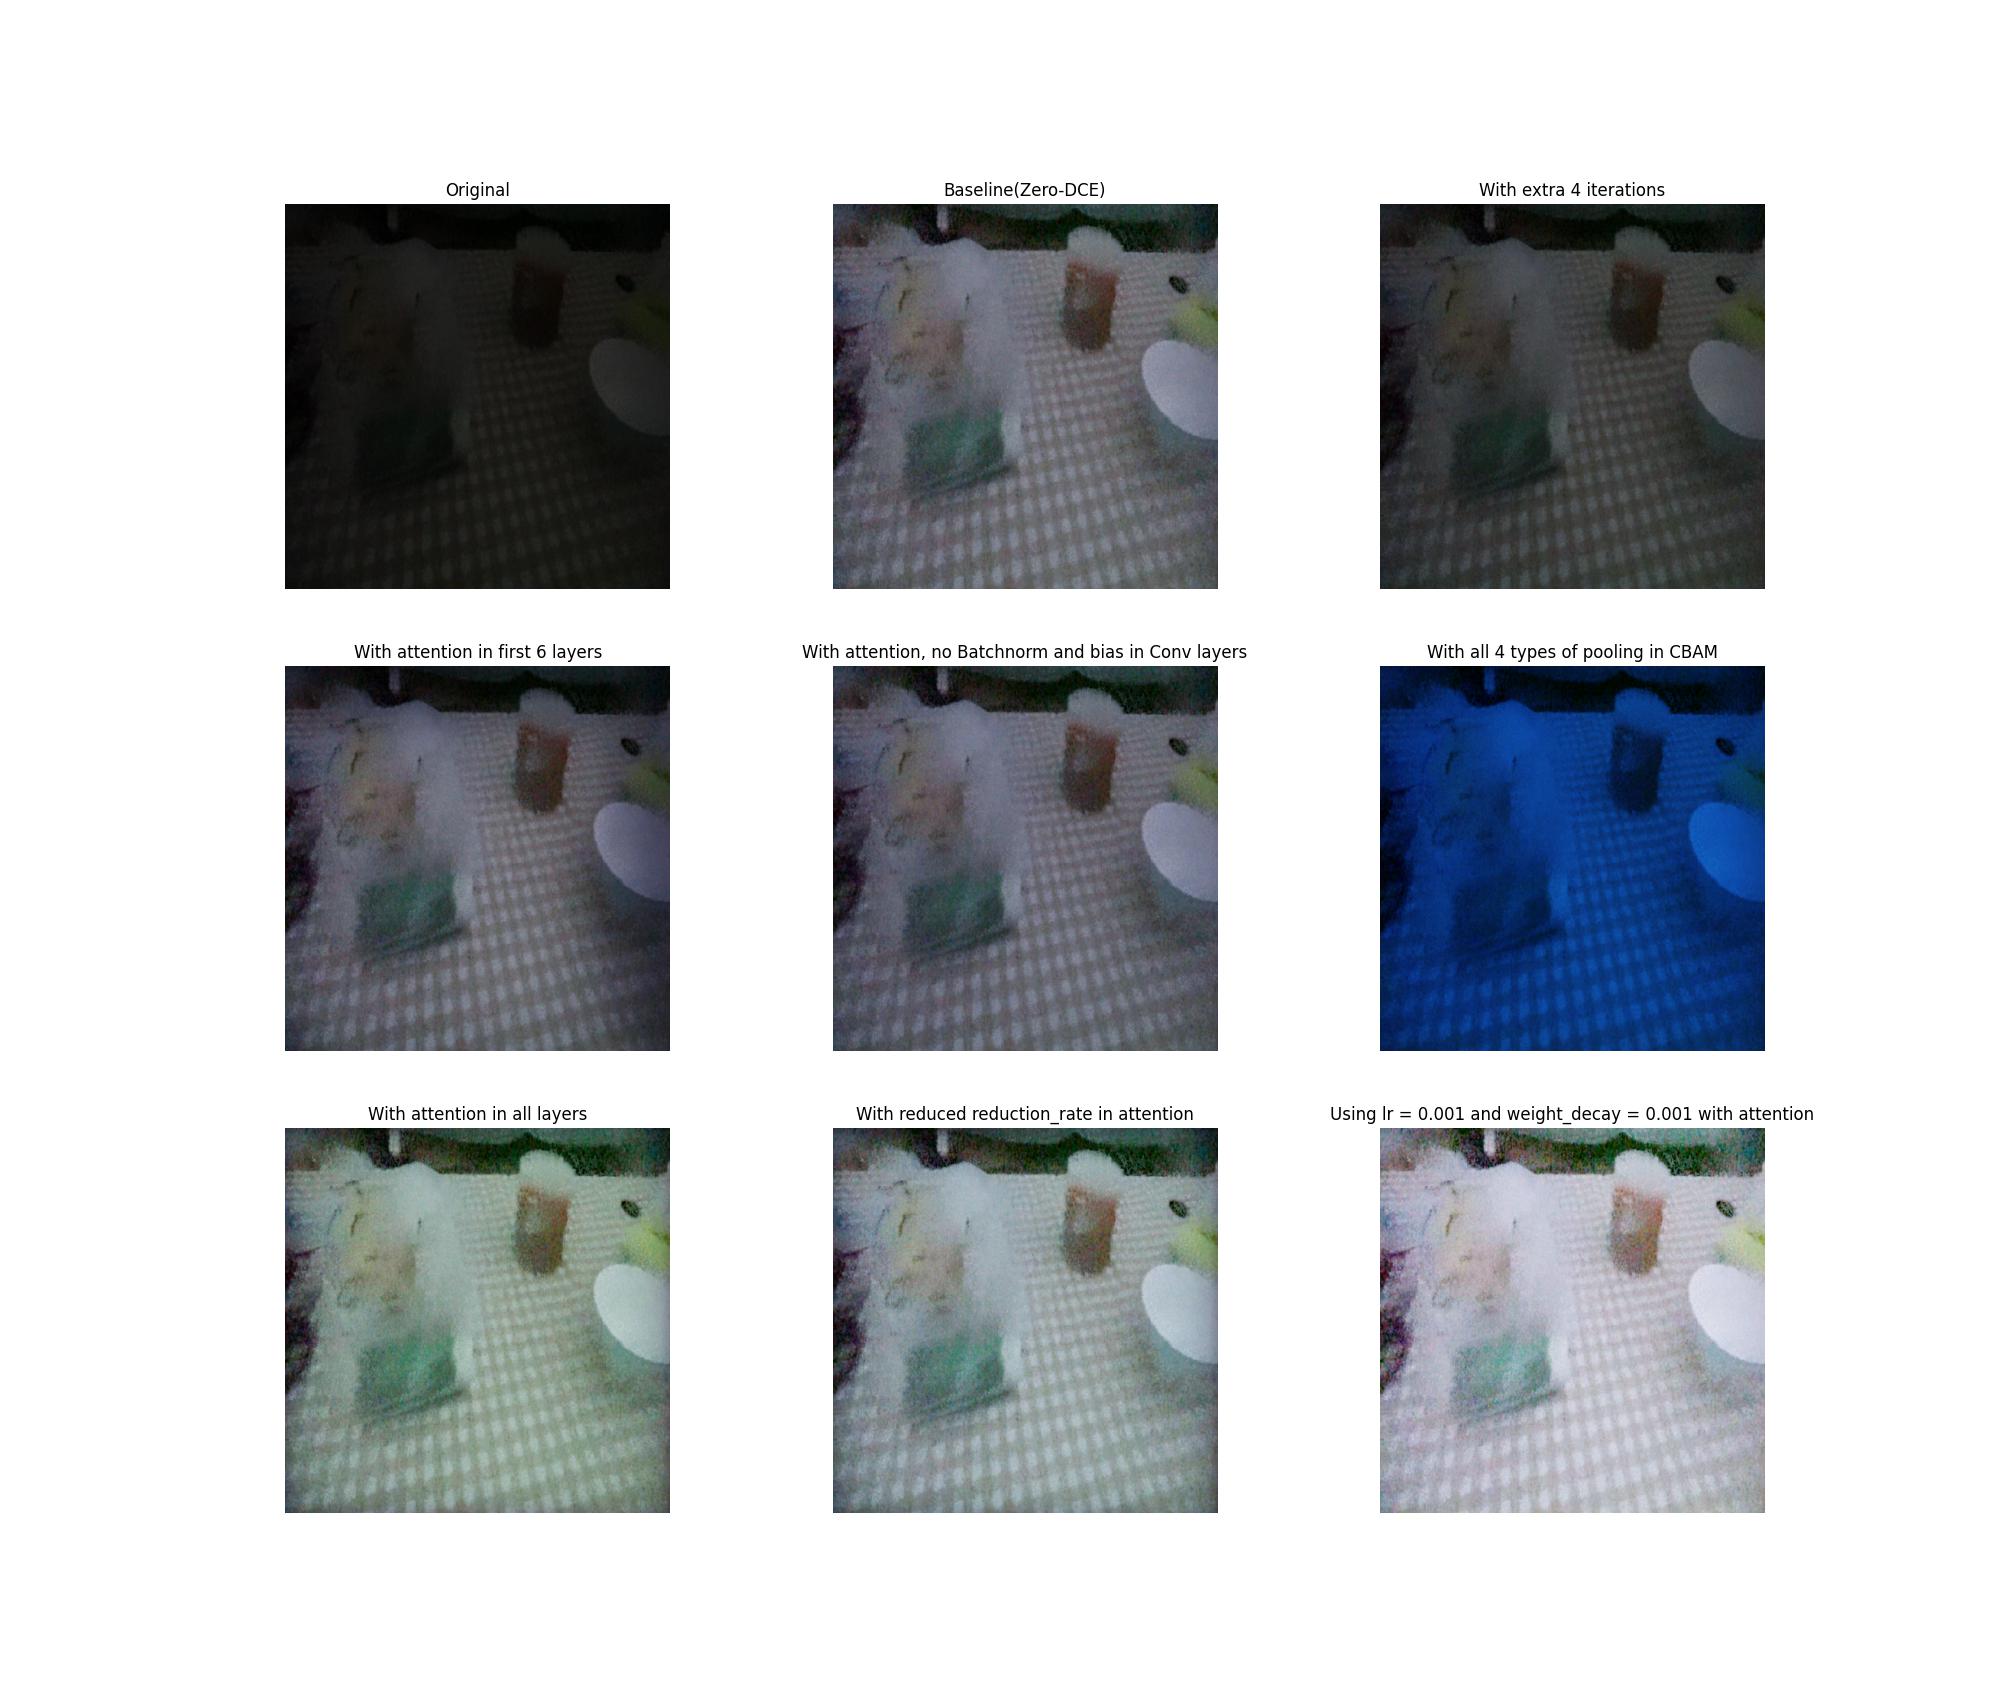 Original
Baseline(Zero-DCE)
With extra 4 iterations
With attention in first 6 layers
With attention, no Batchnorm and bias in Conv layers
With all 4 types of pooling in CBAM
With attention in all layers
With reduced reduction_rate in attention
Using lr = 0.001 and weight_decay = 0.001 with attention